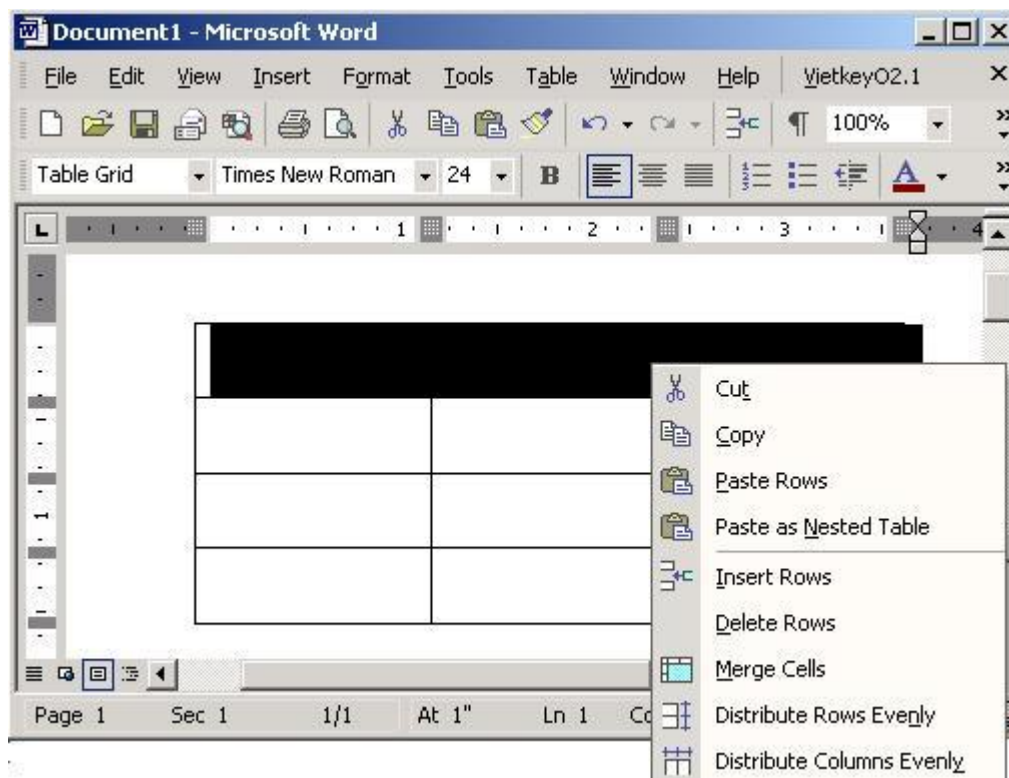 Document1 - Microsoft Word
File Edit View Insert Format Tools Table Window Help VietkeyO2.1
100%
Table Grid Times New Roman 24 B A
L 1 2 3 4
1
Cut
Copy
Paste Rows
Paste as Nested Table
Insert Rows
Delete Rows
Merge Cells
Distribute Rows Evenly
Distribute Columns Evenly
Page 1 Sec 1 1/1 At 1" Ln 1